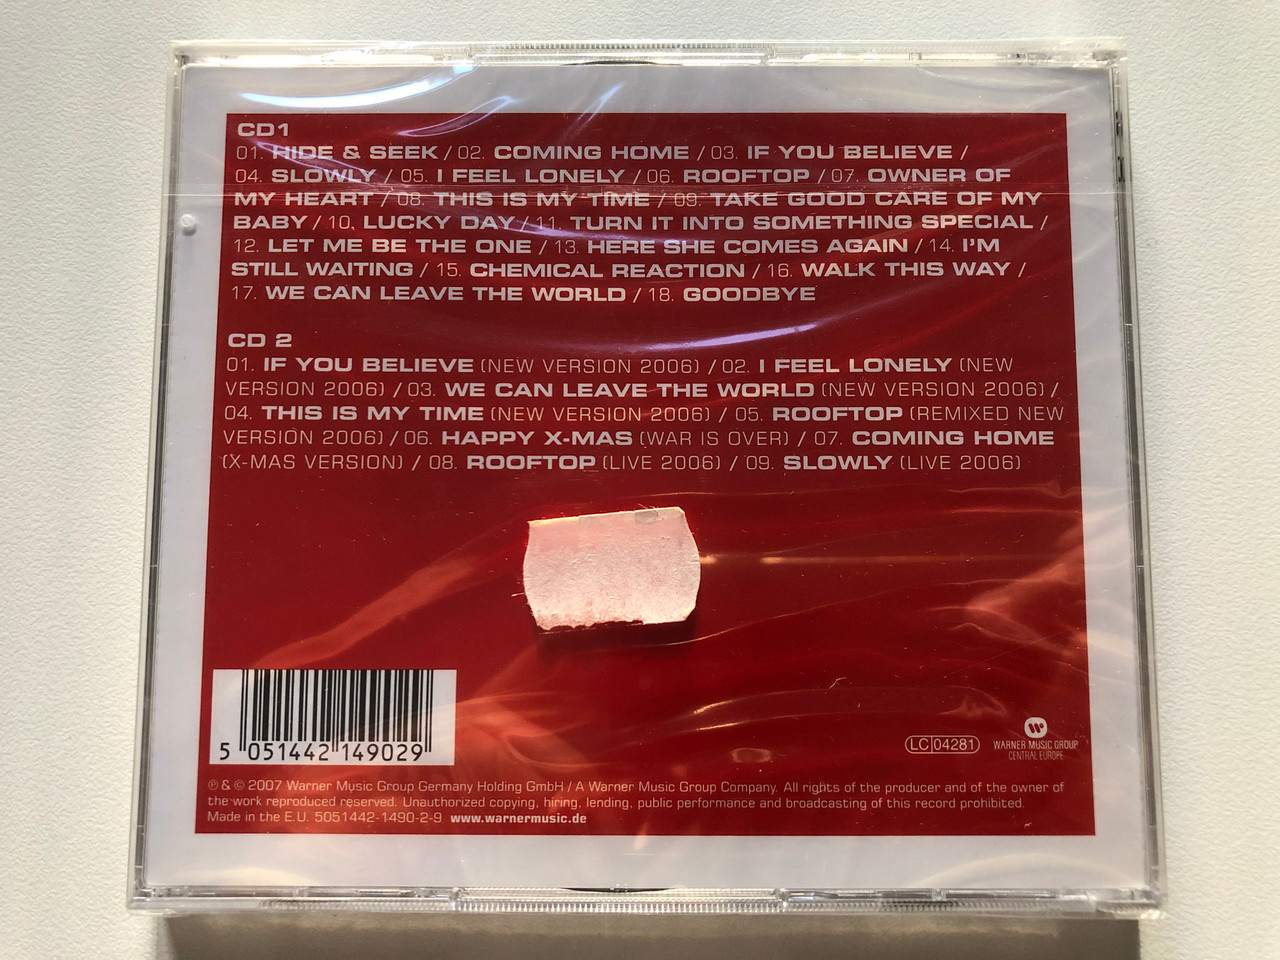 CD1
01. HIDE & SEEK / 02. COMING HOME / 03. IF YOU BELIEVE /
04. SLOWLY / 05. I FEEL LONELY / 06. ROOFTOP / 07. OWNER OF
MY HEART / 08. THIS IS MY TIME / 09. TAKE GOOD CARE OF MY
BABY / 10. LUCKY DAY / 11. TURN IT INTO SOMETHING SPECIAL /
12. LET ME BE THE ONE / 13. HERE SHE COMES AGAIN / 14. I'M
STILL WAITING / 15. CHEMICAL REACTION / 16. WALK THIS WAY /
17. WE CAN LEAVE THE WORLD / 18. GOODBYE
CD 2
01. IF YOU BELIEVE (NEW VERSION 2006) / 02. I FEEL LONELY (NEW
VERSION 2006) / 03. WE CAN LEAVE THE WORLD (NEW VERSION 2006) /
04. THIS IS MY TIME (NEW VERSION 2006) / 05. ROOFTOP (REMIXED NEW
VERSION 2006) / 06. HAPPY X-MAS (WAR IS OVER) / 07. COMING HOME
(X-MAS VERSION) / 08. ROOFTOP (LIVE 2006) / 09. SLOWLY (LIVE 2006)
5 051442 149029
LC 04281
WARNER MUSIC GROUP
CENTRAL EUROPE
℗ & © 2007 Warner Music Group Germany Holding GmbH / A Warner Music Group Company. All rights of the producer and of the owner of
the work reproduced reserved. Unauthorized copying, hiring, lending, public performance and broadcasting of this record prohibited.
Made in the E.U. 5051442-1490-2-9 www.warnermusic.de